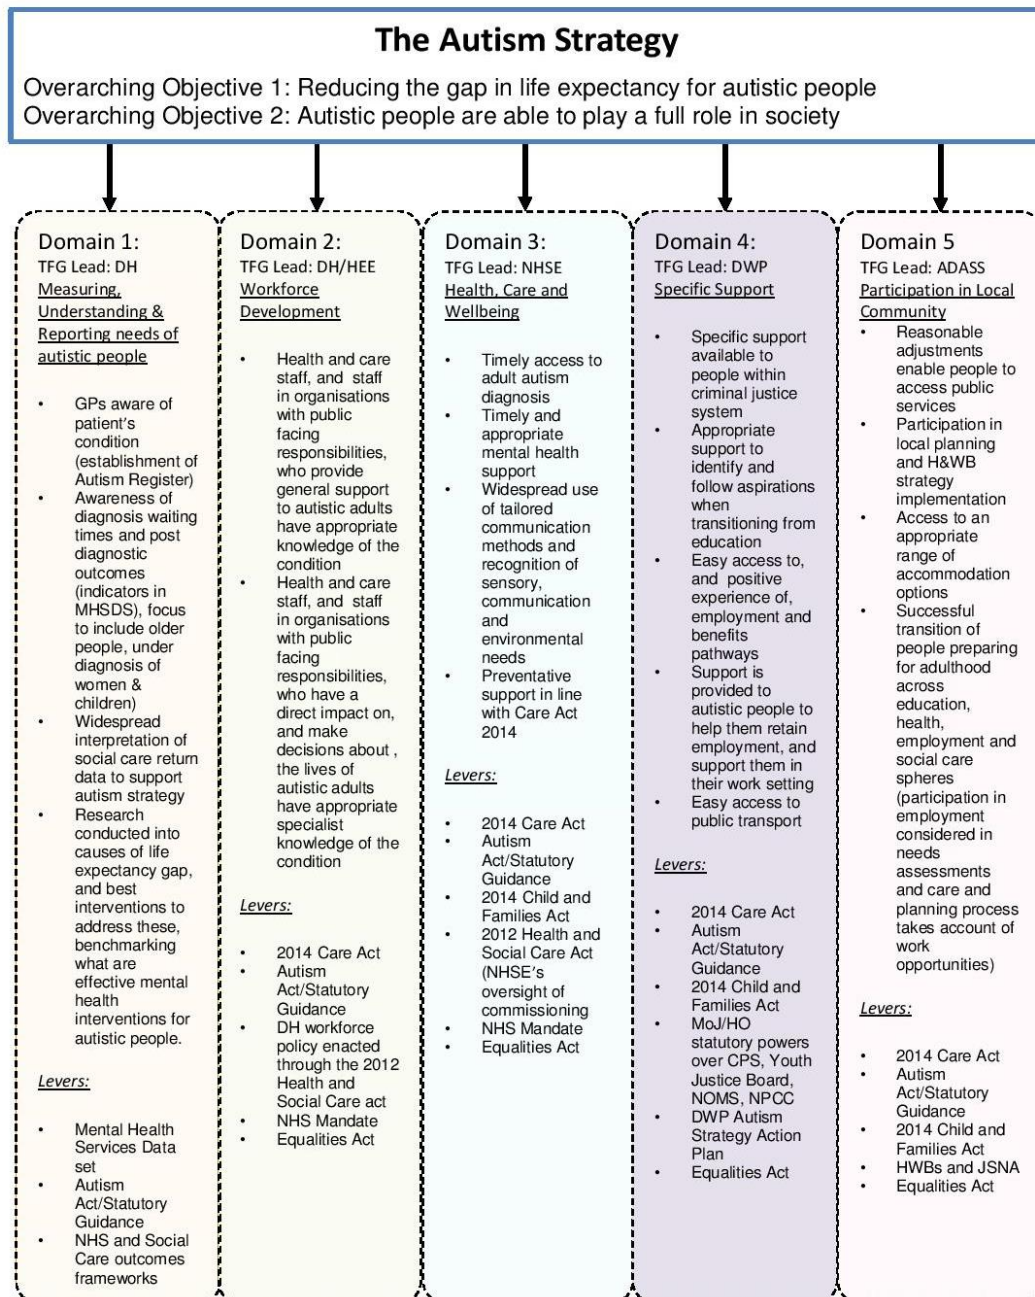 The Autism Strategy
Overarching Objective 1: Reducing the gap in life expectancy for autistic people
Overarching Objective 2: Autistic people are able to play a full role in society
Domain 1:
TFG Lead: DH
Measuring,
Understanding &
Reporting needs of
autistic people
• GPs aware of
patient's
condition
(establishment of
Autism Register)
• Awareness of
diagnosis waiting
times and post
diagnostic
outcomes
(indicators in
MHSDS), focus
to include older
people, under
diagnosis of
women &
children)
• Widespread
interpretation of
social care return
data to support
autism strategy
• Research
conducted into
causes of life
expectancy gap,
and best
interventions to
address these,
benchmarking
what are
effective mental
health
interventions for
autistic people.
Levers:
• Mental Health
Services Data
set
• Autism
Act/Statutory
Guidance
• NHS and Social
Care outcomes
frameworks
Domain 2:
TFG Lead: DH/HEE
Workforce
Development
• Health and care
staff, and staff
in organisations
with public
facing
responsibilities,
who provide
general support
to autistic adults
have appropriate
knowledge of the
condition
• Health and care
staff, and staff
in organisations
with public
facing
responsibilities,
who have a
direct impact on,
and make
decisions about ,
the lives of
autistic adults
have appropriate
specialist
knowledge of the
condition
Levers:
• 2014 Care Act
• Autism
Act/Statutory
Guidance
• DH workforce
policy enacted
through the 2012
Health and
Social Care act
• NHS Mandate
• Equalities Act
Domain 3:
TFG Lead: NHSE
Health, Care and
Wellbeing
• Timely access to
adult autism
diagnosis
• Timely and
appropriate
mental health
support
• Widespread use
of tailored
communication
methods and
recognition of
sensory,
communication
and
environmental
needs
• Preventative
support in line
with Care Act
2014
Levers:
• 2014 Care Act
• Autism
Act/Statutory
Guidance
• 2014 Child and
Families Act
• 2012 Health and
Social Care Act
(NHSE's
oversight of
commissioning
• NHS Mandate
• Equalities Act
Domain 4:
TFG Lead: DWP
Specific Support
• Specific support
available to
people within
criminal justice
system
• Appropriate
support to
identify and
follow aspirations
when
transitioning from
education
• Easy access to,
and positive
experience of,
employment and
benefits
pathways
• Support is
provided to
autistic people to
help them retain
employment, and
support them in
their work setting
• Easy access to
public transport
Levers:
• 2014 Care Act
• Autism
Act/Statutory
Guidance
• 2014 Child and
Families Act
• MoJ/HO
statutory powers
over CPS, Youth
Justice Board,
NOMS, NPCC
• DWP Autism
Strategy Action
Plan
• Equalities Act
Domain 5
TFG Lead: ADASS
Participation in Local
Community
• Reasonable
adjustments
enable people to
access public
services
• Participation in
local planning
and H&WB
strategy
implementation
• Access to an
appropriate
range of
accommodation
options
• Successful
transition of
people preparing
for adulthood
across
education,
health,
employment and
social care
spheres
(participation in
employment
considered in
needs
assessments
and care and
planning process
takes account of
work
opportunities)
Levers:
• 2014 Care Act
• Autism
Act/Statutory
Guidance
• 2014 Child and
Families Act
• HWBs and JSNA
• Equalities Act